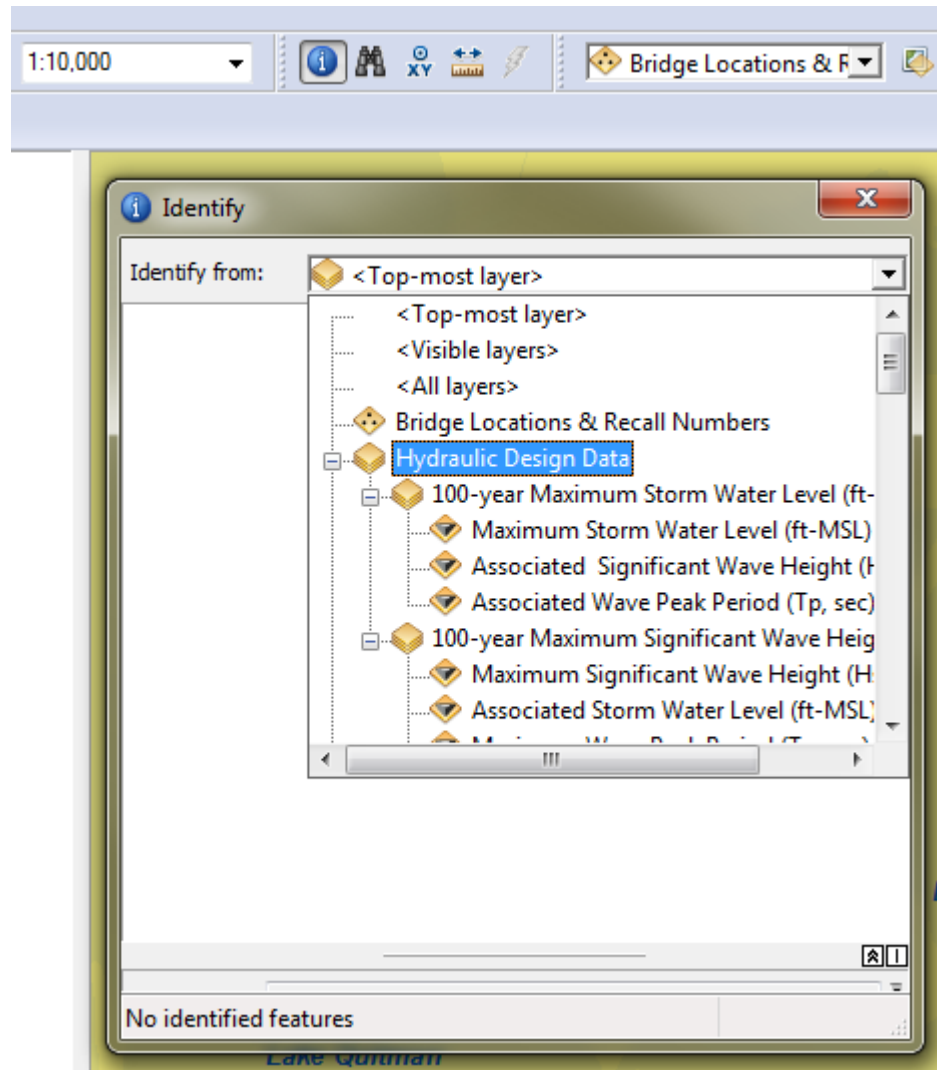 1:10,000
XY
Bridge Locations & R
Identify
Identify from:
<Top-most layer>
<Top-most layer>
<Visible layers>
<All layers>
Bridge Locations & Recall Numbers
Hydraulic Design Data
100-year Maximum Storm Water Level (ft-
Maximum Storm Water Level (ft-MSL)
Associated Significant Wave Height (H
Associated Wave Peak Period (Tp, sec)
100-year Maximum Significant Wave Heig
Maximum Significant Wave Height (H
Associated Storm Water Level (ft-MSL)
No identified features
Lake Quitman